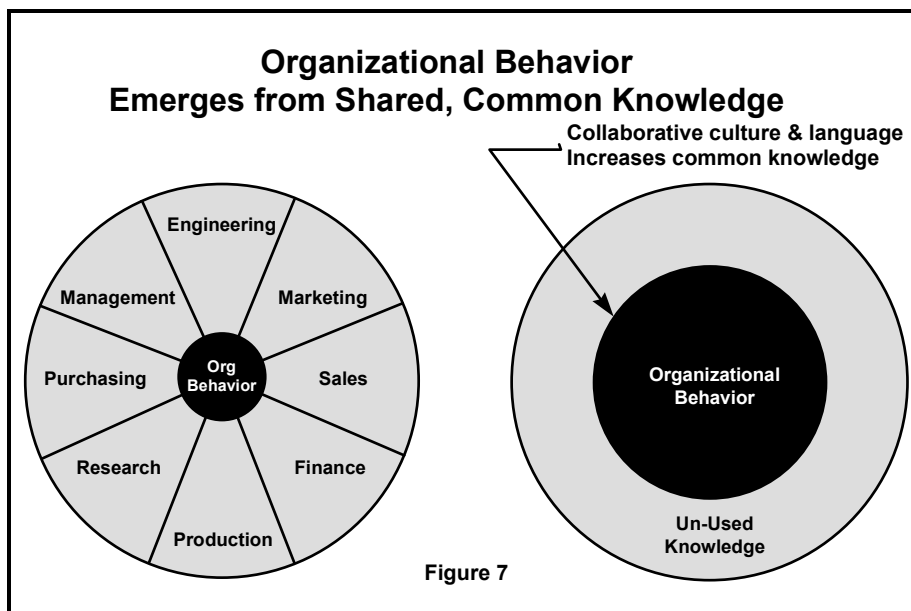 Organizational Behavior
Emerges from Shared, Common Knowledge
Collaborative culture & language
Increases common knowledge
Engineering
Management
Marketing
Purchasing
Org
Behavior
Sales
Research
Finance
Production
Organizational
Behavior
Un-Used
Knowledge
Figure 7